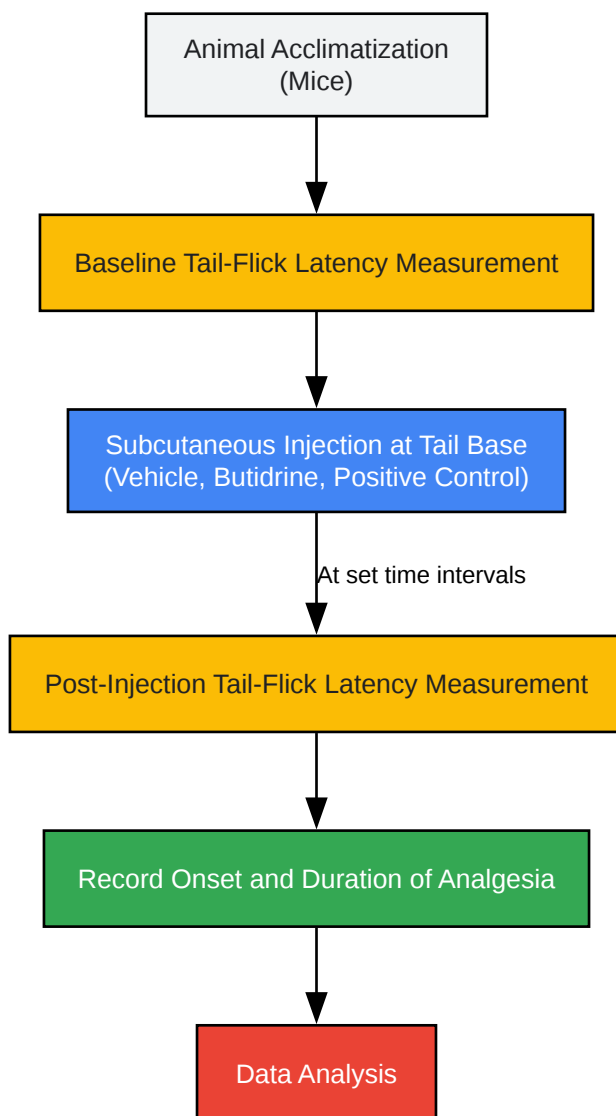 Animal Acclimatization
(Mice)
Baseline Tail-Flick Latency Measurement
Subcutaneous Injection at Tail Base
(Vehicle, Butidrine, Positive Control)
At set time intervals
Post-Injection Tail-Flick Latency Measurement
Record Onset and Duration of Analgesia
Data Analysis